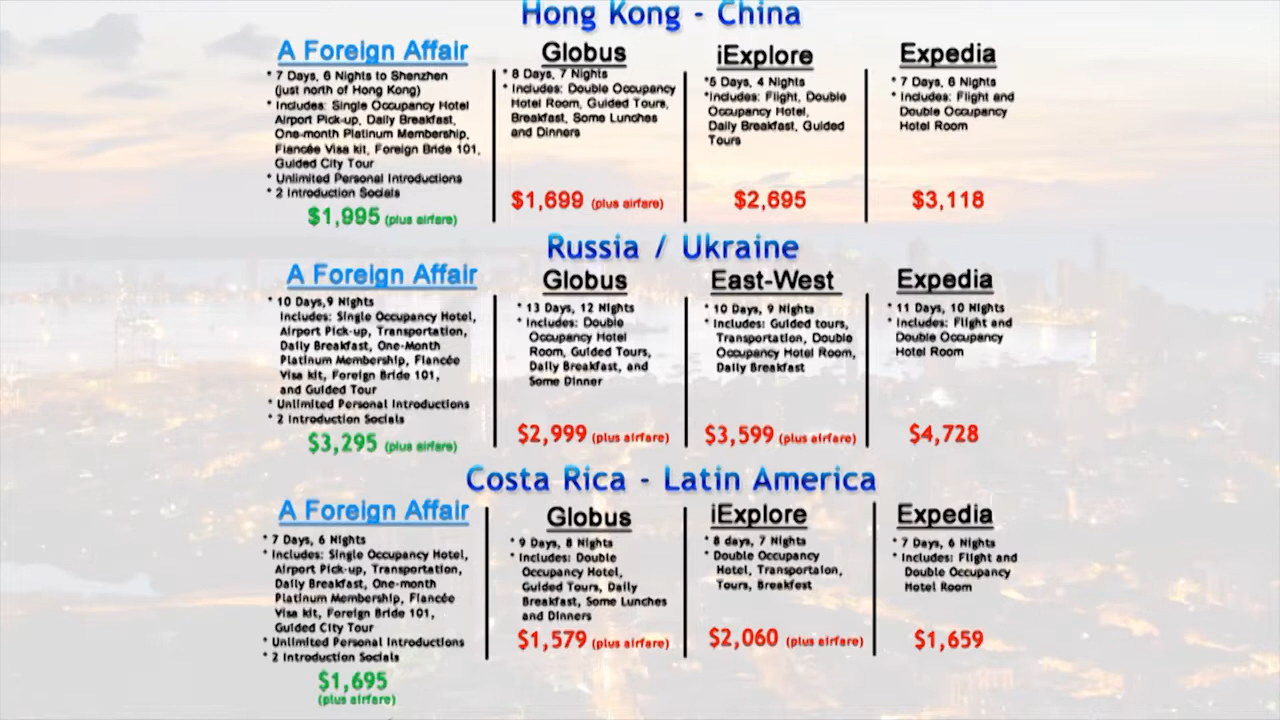 Hong Kong - China
A Foreign Affair
* 7 Days, 6 Nights to Shenzhen
(just north of Hong Kong)
* Includes: Single Occupancy Hotel
Airport Pick-up, Daily Breakfast,
One-month Platinum Membership,
Fiancée Visa kit, Foreign Bride 101,
Guided City Tour
* Unlimited Personal Introductions
* 2 Introduction Socials
$1,995 (plus airfare)
Globus
* 8 Days, 7 Nights
* Includes: Double Occupancy
Hotel Room, Guided Tours,
Breakfast, Some Lunches
and Dinners
$1,699 (plus airfare)
iExplore
*5 Days, 4 Nights
*Includes: Flight, Double
Occupancy Hotel,
Daily Breakfast, Guided
Tours
$2,695
Expedia
* 7 Days, 6 Nights
* Includes: Flight and
Double Occupancy
Hotel Room
$3,118
Russia / Ukraine
A Foreign Affair
* 10 Days,9 Nights
Includes: Single Occupancy Hotel,
Airport Pick-up, Transportation,
Daily Breakfast, One-Month
Platinum Membership, Fiancée
Visa kit, Foreign Bride 101,
and Guided Tour
* Unlimited Personal Introductions
* 2 Introduction Socials
$3,295 (plus airfare)
Globus
* 13 Days, 12 Nights
* Includes: Double
Occupancy Hotel
Room, Guided Tours,
Daily Breakfast, and
Some Dinner
$2,999 (plus airfare)
East-West
* 10 Days, 9 Nights
* Includes: Guided tours,
Transportation, Double
Occupancy Hotel Room,
Daily Breakfast
$3,599 (plus airfare)
Expedia
* 11 Days, 10 Nights
* Includes: Flight and
Double Occupancy
Hotel Room
$4,728
Costa Rica - Latin America
A Foreign Affair
* 7 Days, 6 Nights
* Includes: Single Occupancy Hotel,
Airport Pick-up, Transportation,
Daily Breakfast, One-month
Platinum Membership, Fiancée
Visa kit, Foreign Bride 101,
Guided City Tour
* Unlimited Personal Introductions
* 2 Introduction Socials
$1,695
(plus airfare)
Globus
* 9 Days, 8 Nights
* Includes: Double
Occupancy Hotel,
Guided Tours, Daily
Breakfast, Some Lunches
and Dinners
$1,579 (plus airfare)
iExplore
* 8 days, 7 Nights
* Double Occupancy
Hotel, Transportaion,
Tours, Breakfest
$2,060 (plus airfare)
Expedia
* 7 Days, 6 Nights
* Includes: Flight and
Double Occupancy
Hotel Room
$1,659